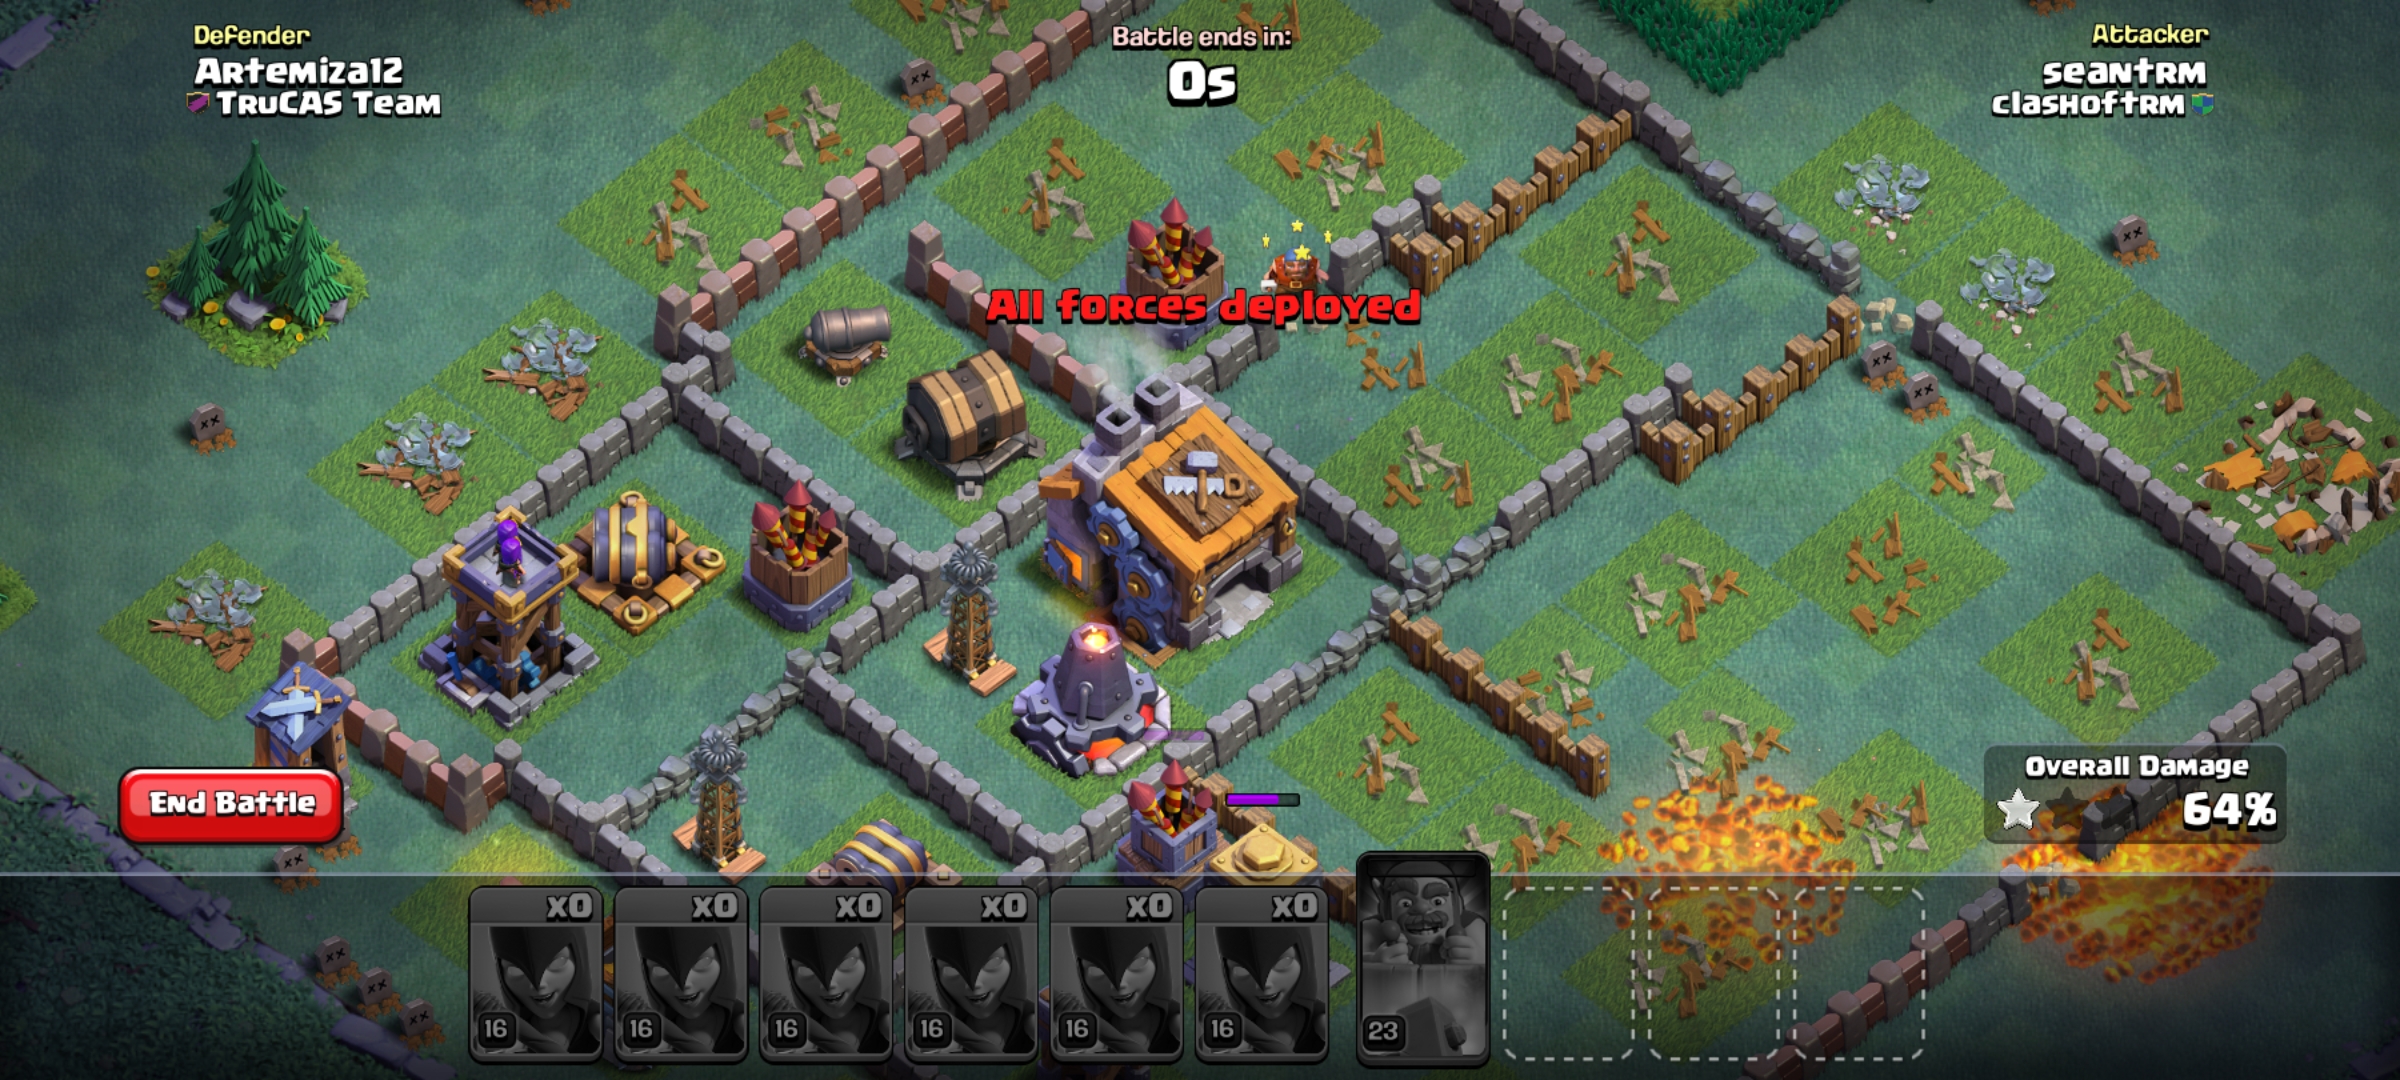 Defender
Artemiza12
TruCAS Team
Battle ends in:
0s
Attacker
seantrm
clashoftrm
All forces deployed
End Battle
Overall Damage
64%
x0
x0
x0
x0
x0
x0
16
16
16
16
16
16
23